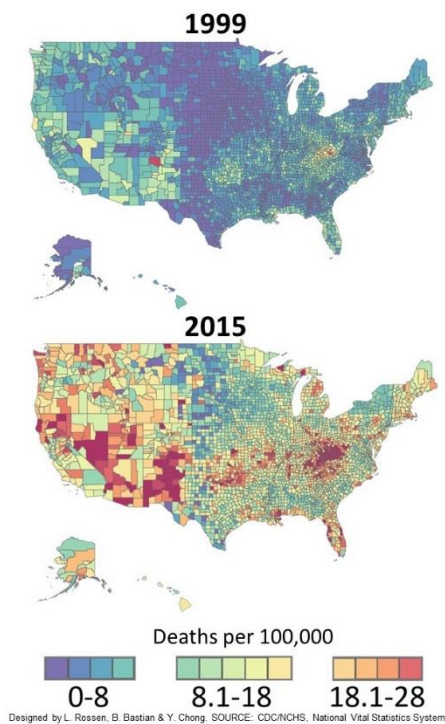 1999
2015
Deaths per 100,000
0-8 8.1-18 18.1-28
Designed by L. Rossen, B. Bastian & Y. Chong. SOURCE: CDC/NCHS, National Vital Statistics System